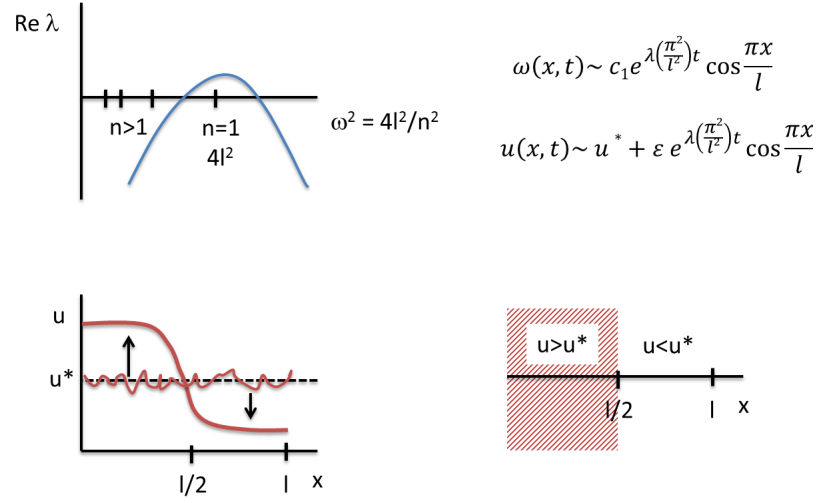 Re λ
n>1
n=1
4l²
ω² = 4l²/n²
ω(x, t)~ c₁e^{λ(π²/l²)t} cos πx/l
u(x, t)~ u* + ε e^{λ(π²/l²)t} cos πx/l
u
u*
l/2
l
x
u>u*
u<u*
l/2
l
x